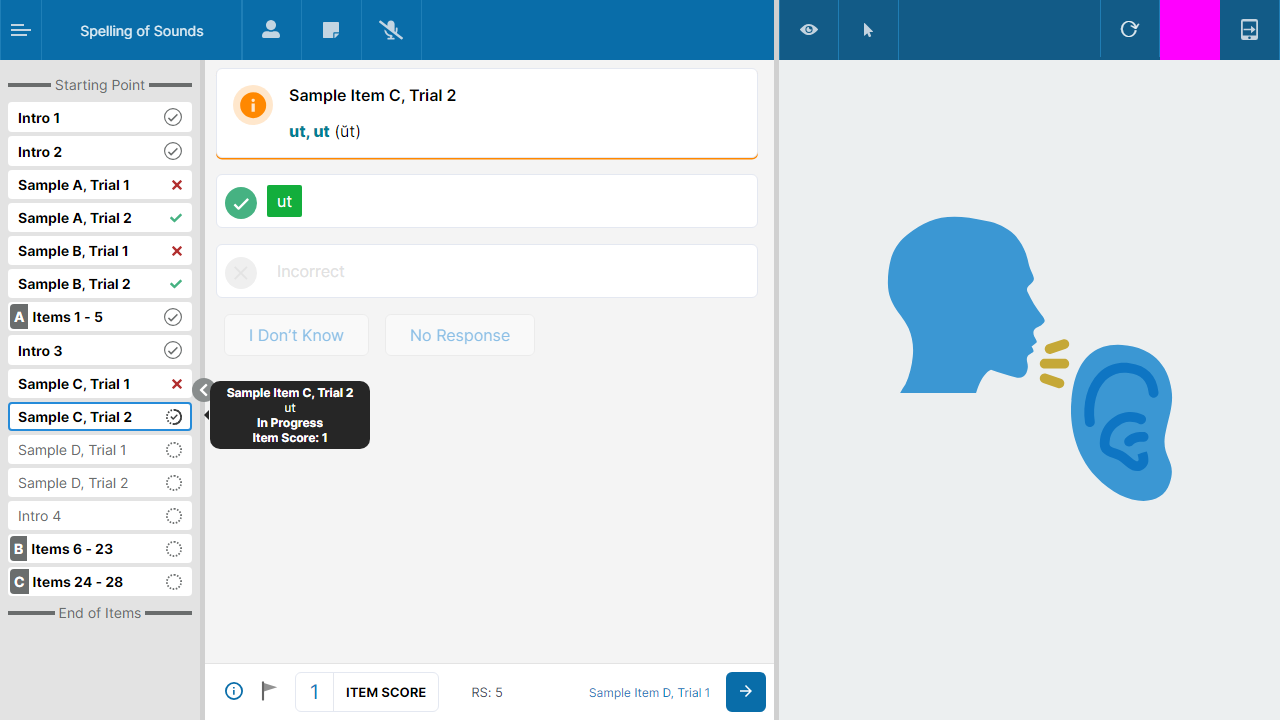 Spelling of Sounds
Starting Point
Intro 1
Intro 2
Sample A, Trial 1
Sample A, Trial 2
Sample B, Trial 1
Sample B, Trial 2
A Items 1 - 5
Intro 3
Sample C, Trial 1
Sample C, Trial 2
Sample D, Trial 1
Sample D, Trial 2
Intro 4
B Items 6 - 23
C Items 24 - 28
End of Items
Sample Item C, Trial 2
ut, ut (ŭt)
ut
Incorrect
I Don’t Know
No Response
Sample Item C, Trial 2
ut
In Progress
Item Score: 1
1 ITEM SCORE
RS: 5
Sample Item D, Trial 1